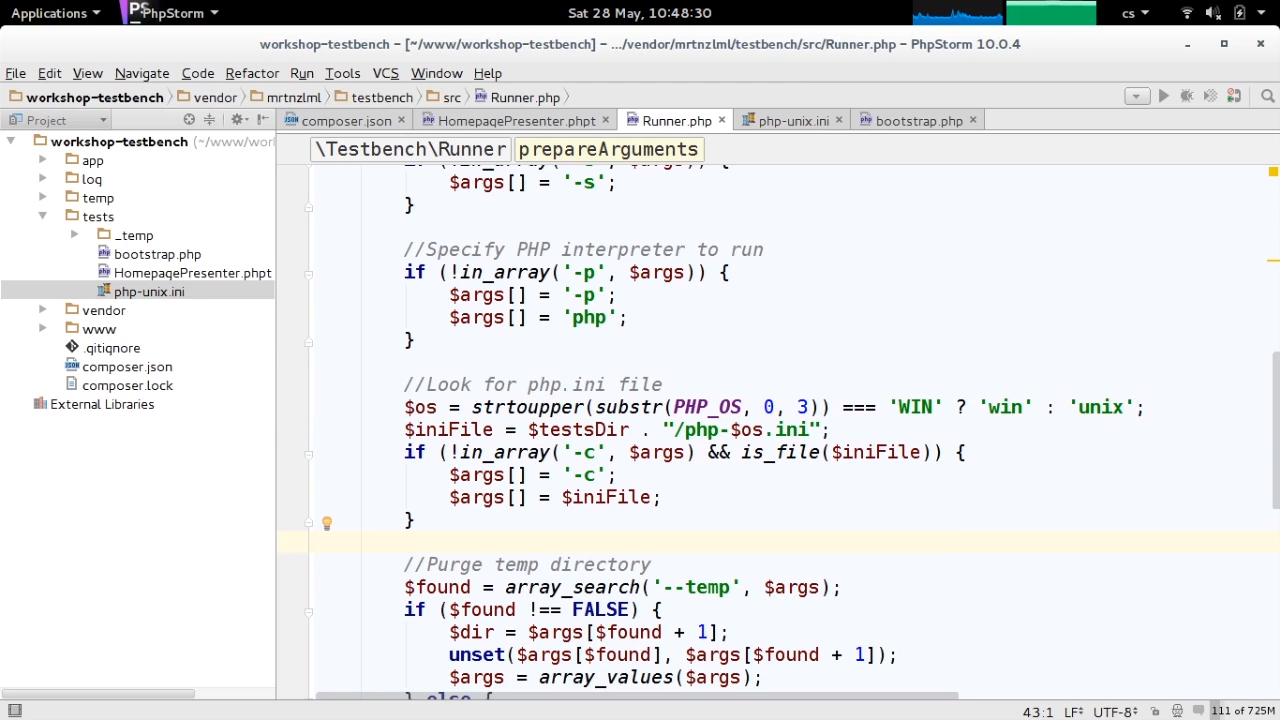 Applications PhpStorm Sat 28 May, 10:48:30 cs
workshop-testbench – [~/www/workshop-testbench] – .../vendor/mrtnzlml/testbench/src/Runner.php – PhpStorm 10.0.4
File Edit View Navigate Code Refactor Run Tools VCS Window Help
workshop-testbench vendor mrtnzlml testbench src Runner.php
Project composer.json HomepagePresenter.phpt Runner.php php-unix.ini bootstrap.php
workshop-testbench (~/www/wor
app
log
temp
tests
_temp
bootstrap.php
HomepagePresenter.phpt
php-unix.ini
vendor
www
.gitignore
composer.json
composer.lock
External Libraries
\Testbench\Runner prepareArguments
if (!in_array('-s', $args)) {
$args[] = '-s';
}
//Specify PHP interpreter to run
if (!in_array('-p', $args)) {
$args[] = '-p';
$args[] = 'php';
}
//Look for php.ini file
$os = strtoupper(substr(PHP_OS, 0, 3)) === 'WIN' ? 'win' : 'unix';
$iniFile = $testsDir . "/php-$os.ini";
if (!in_array('-c', $args) && is_file($iniFile)) {
$args[] = '-c';
$args[] = $iniFile;
}
//Purge temp directory
$found = array_search('--temp', $args);
if ($found !== FALSE) {
$dir = $args[$found + 1];
unset($args[$found], $args[$found + 1]);
$args = array_values($args);
} else {
43:1 LF UTF-8 111 of 725M